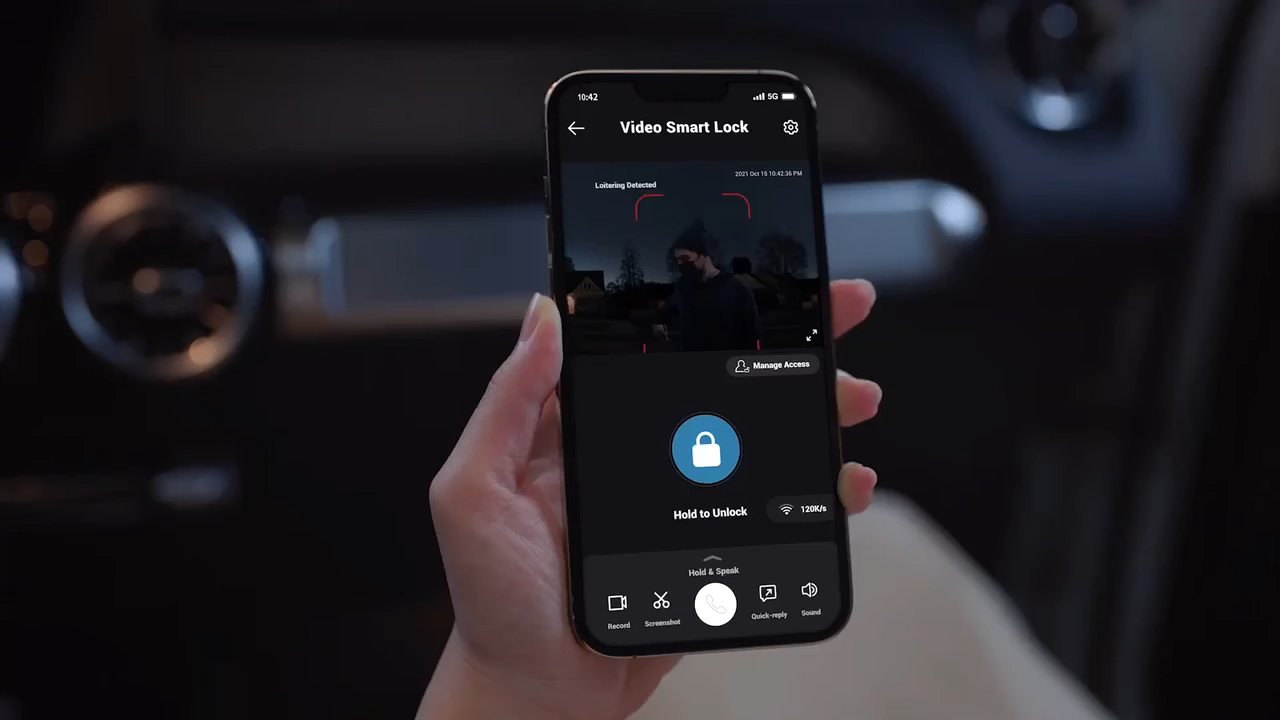 10:42
5G
Video Smart Lock
2021 Oct 15 10:42:36 PM
Loitering Detected
Manage Access
Hold to Unlock
120K/s
Hold & Speak
Record
Screenshot
Quick-reply
Sound